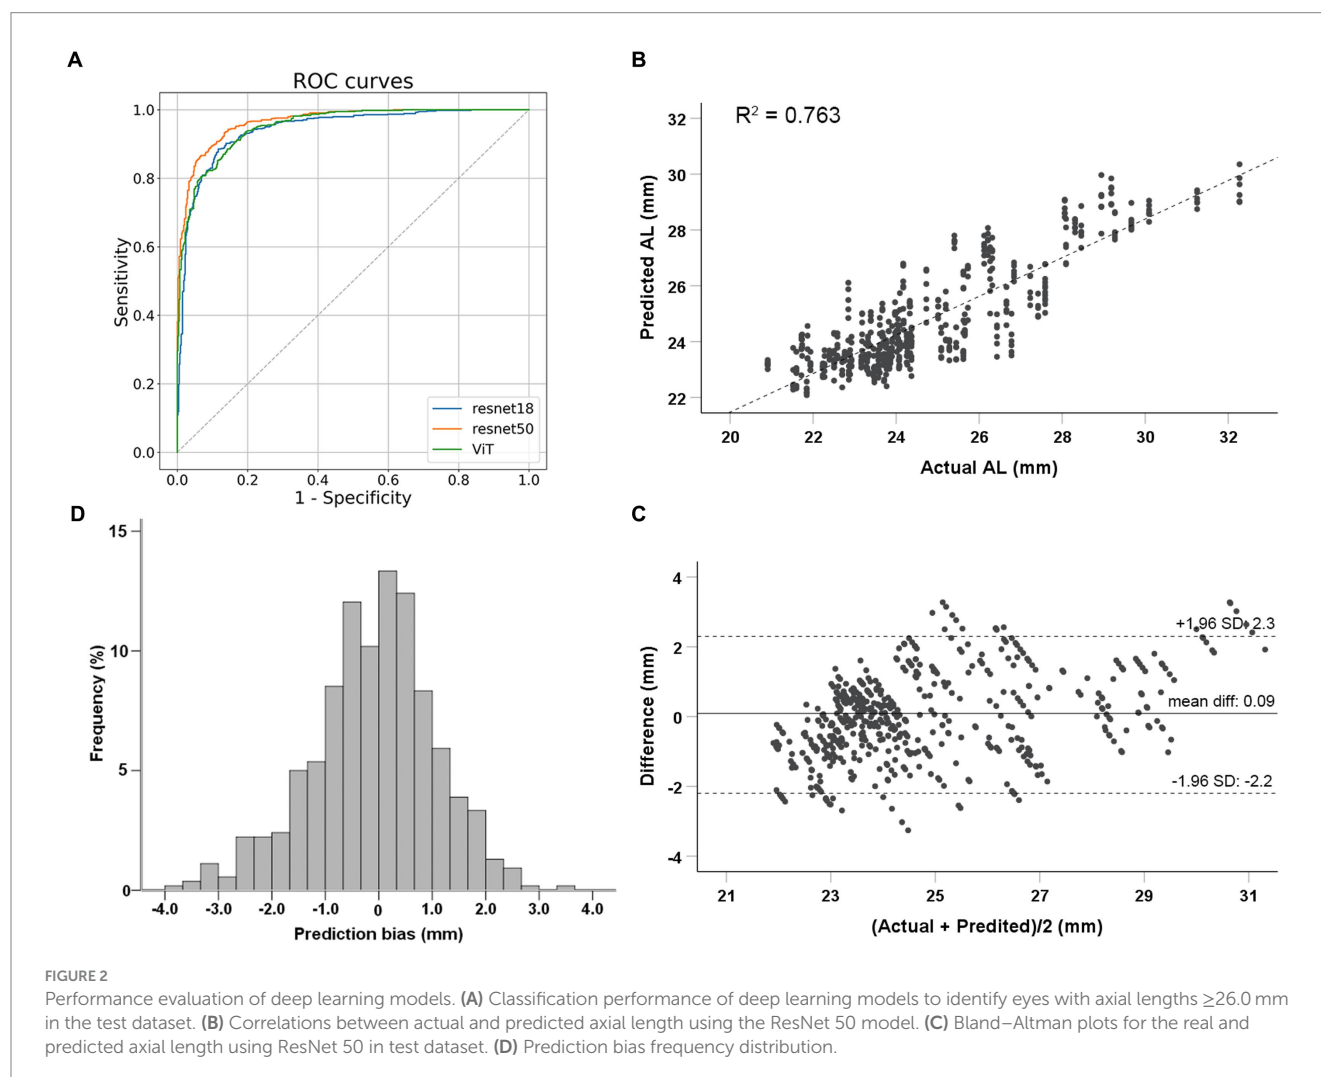 A
ROC curves
Sensitivity
1.0
0.8
0.6
0.4
0.2
0.0
resnet18
resnet50
ViT
0.0 0.2 0.4 0.6 0.8 1.0
1 - Specificity
B
R² = 0.763
Predicted AL (mm)
32
30
28
26
24
22
20 22 24 26 28 30 32
Actual AL (mm)
D
Frequency (%)
15
10
5
0
-4.0 -3.0 -2.0 -1.0 0 1.0 2.0 3.0 4.0
Prediction bias (mm)
C
Difference (mm)
4
2
0
-2
-4
+1.96 SD: 2.3
mean diff: 0.09
-1.96 SD: -2.2
21 23 25 27 29 31
(Actual + Predited)/2 (mm)
FIGURE 2
Performance evaluation of deep learning models. (A) Classification performance of deep learning models to identify eyes with axial lengths ≥26.0 mm
in the test dataset. (B) Correlations between actual and predicted axial length using the ResNet 50 model. (C) Bland–Altman plots for the real and
predicted axial length using ResNet 50 in test dataset. (D) Prediction bias frequency distribution.